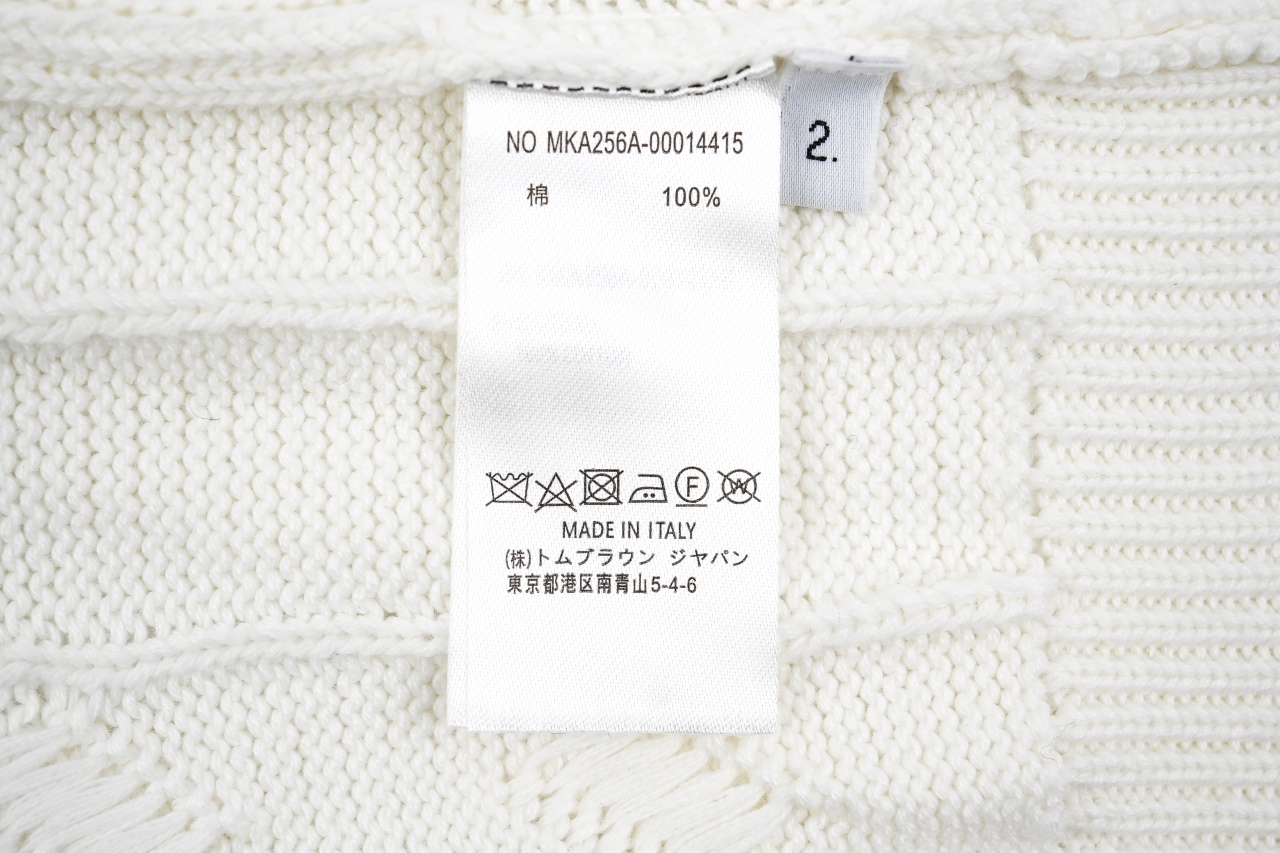 NO MKA256A-00014415
2.
棉 100%
F W
MADE IN ITALY
(株)トムブラウン ジヤパン
東京都港区南青山5-4-6